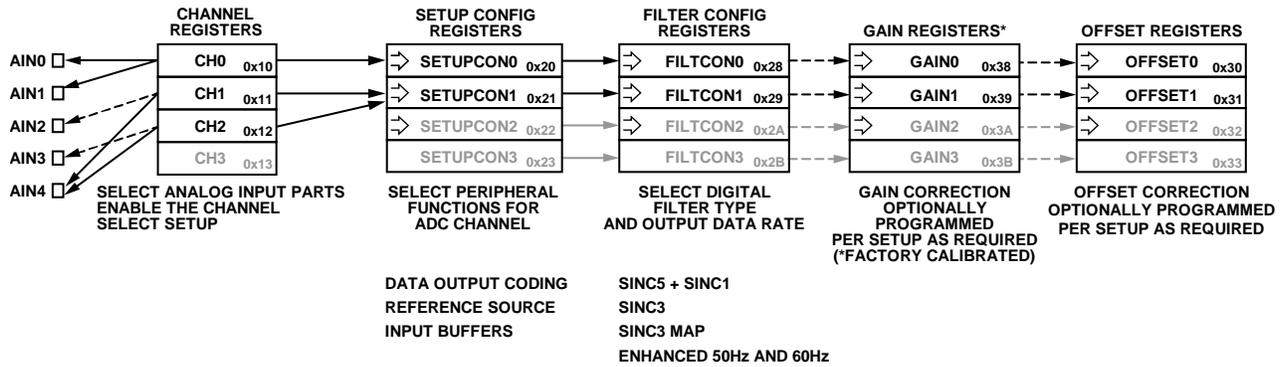 CHANNEL
REGISTERS
SETUP CONFIG
REGISTERS
FILTER CONFIG
REGISTERS
GAIN REGISTERS*
OFFSET REGISTERS
AIN0
AIN1
AIN2
AIN3
AIN4
CH0 0x10
CH1 0x11
CH2 0x12
CH3 0x13
SETUPCON0 0x20
SETUPCON1 0x21
SETUPCON2 0x22
SETUPCON3 0x23
FILTCON0 0x28
FILTCON1 0x29
FILTCON2 0x2A
FILTCON3 0x2B
GAIN0 0x38
GAIN1 0x39
GAIN2 0x3A
GAIN3 0x3B
OFFSET0 0x30
OFFSET1 0x31
OFFSET2 0x32
OFFSET3 0x33
SELECT ANALOG INPUT PARTS
ENABLE THE CHANNEL
SELECT SETUP
SELECT PERIPHERAL
FUNCTIONS FOR
ADC CHANNEL
SELECT DIGITAL
FILTER TYPE
AND OUTPUT DATA RATE
GAIN CORRECTION
OPTIONALLY
PROGRAMMED
PER SETUP AS REQUIRED
(*FACTORY CALIBRATED)
OFFSET CORRECTION
OPTIONALLY PROGRAMMED
PER SETUP AS REQUIRED
DATA OUTPUT CODING
REFERENCE SOURCE
INPUT BUFFERS
SINC5 + SINC1
SINC3
SINC3 MAP
ENHANCED 50Hz AND 60Hz